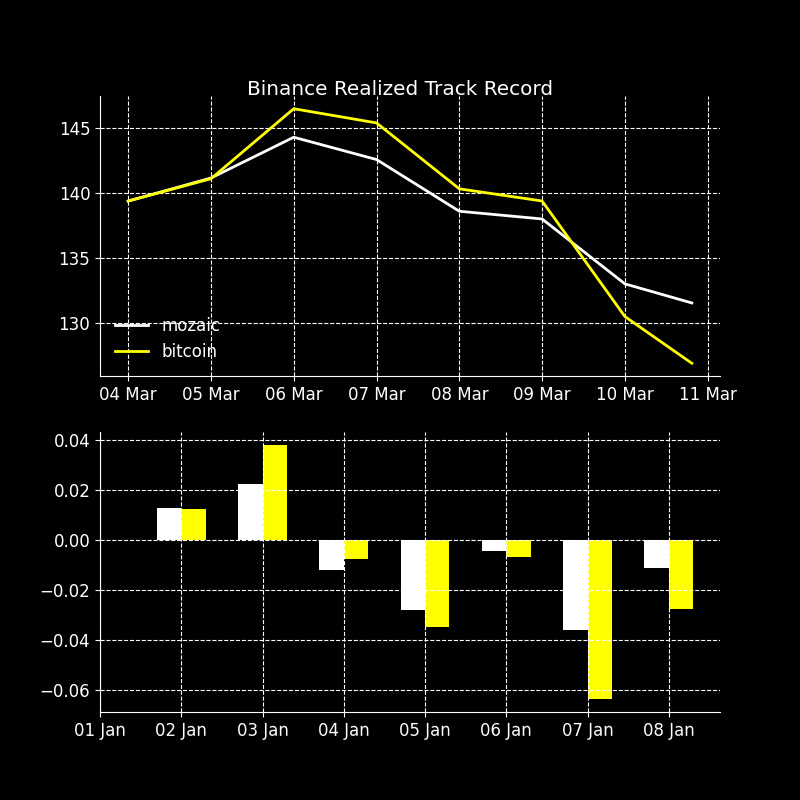 Binance Realized Track Record
145
140
135
130
mozaic
bitcoin
04 Mar 05 Mar 06 Mar 07 Mar 08 Mar 09 Mar 10 Mar 11 Mar
0.04
0.02
0.00
−0.02
−0.04
−0.06
01 Jan 02 Jan 03 Jan 04 Jan 05 Jan 06 Jan 07 Jan 08 Jan